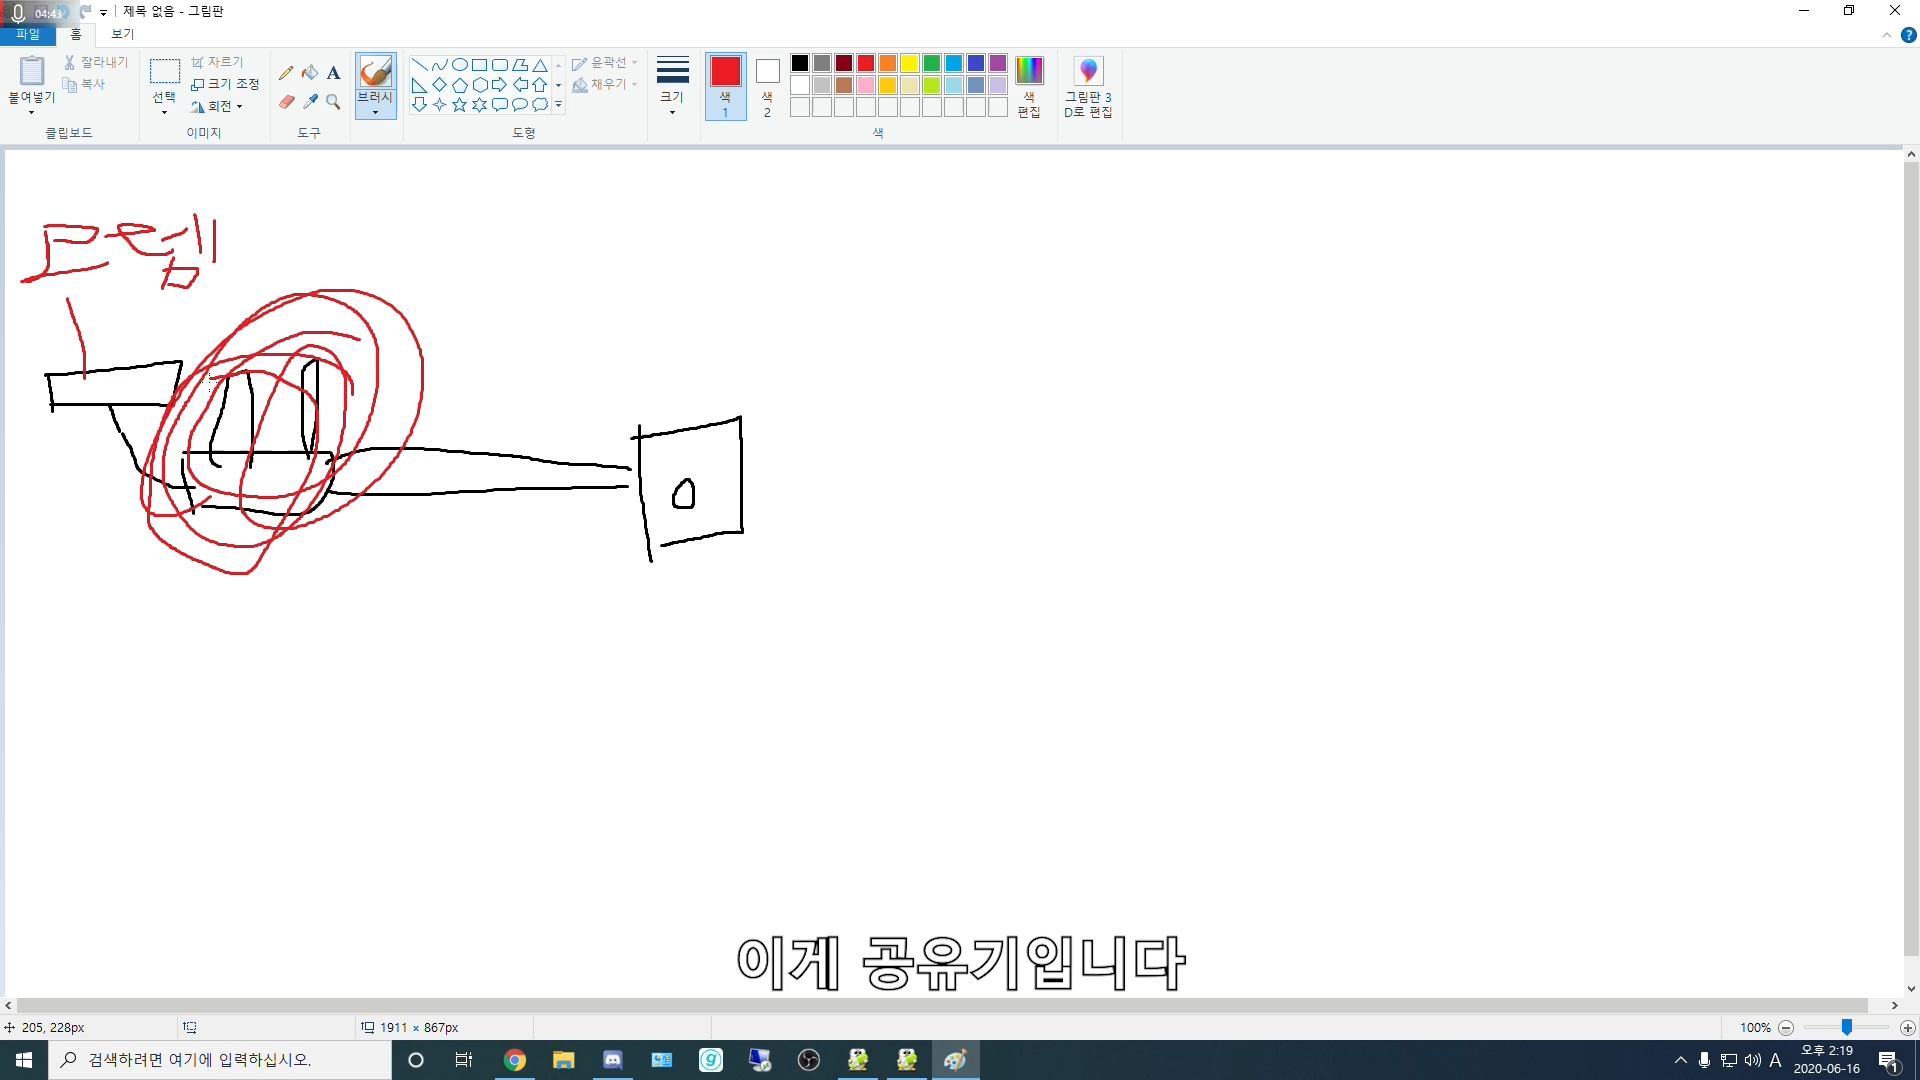 04:43
제목 없음 - 그림판
파일 홈 보기
붙여넣기
잘라내기
복사
클립보드
선택
자르기
크기 조정
회전
이미지
A
도구
브러시
윤곽선
채우기
도형
크기
색 1
색 2
색 편집
색
그림판 3D로 편집
모뎀
이게 공유기입니다
205, 228px
1911 × 867px
100%
검색하려면 여기에 입력하십시오.
A
오후 2:19
2020-06-16
1